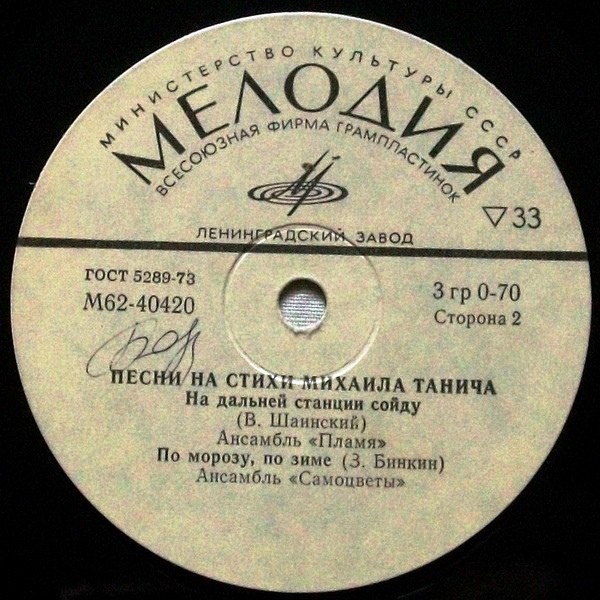 МИНИСТЕРСТВО КУЛЬТУРЫ СССР
МЕЛОДИЯ
ВСЕСОЮЗНАЯ ФИРМА ГРАМПЛАСТИНОК
ЛЕНИНГРАДСКИЙ ЗАВОД
33
ГОСТ 5289-73
М62-40420
3 гр 0-70
Сторона 2
ПЕСНИ НА СТИХИ МИХАИЛА ТАНИЧА
На дальней станции сойду
(В. Шаинский)
Ансамбль «Пламя»
По морозу, по зиме (З. Бинкин)
Ансамбль «Самоцветы»